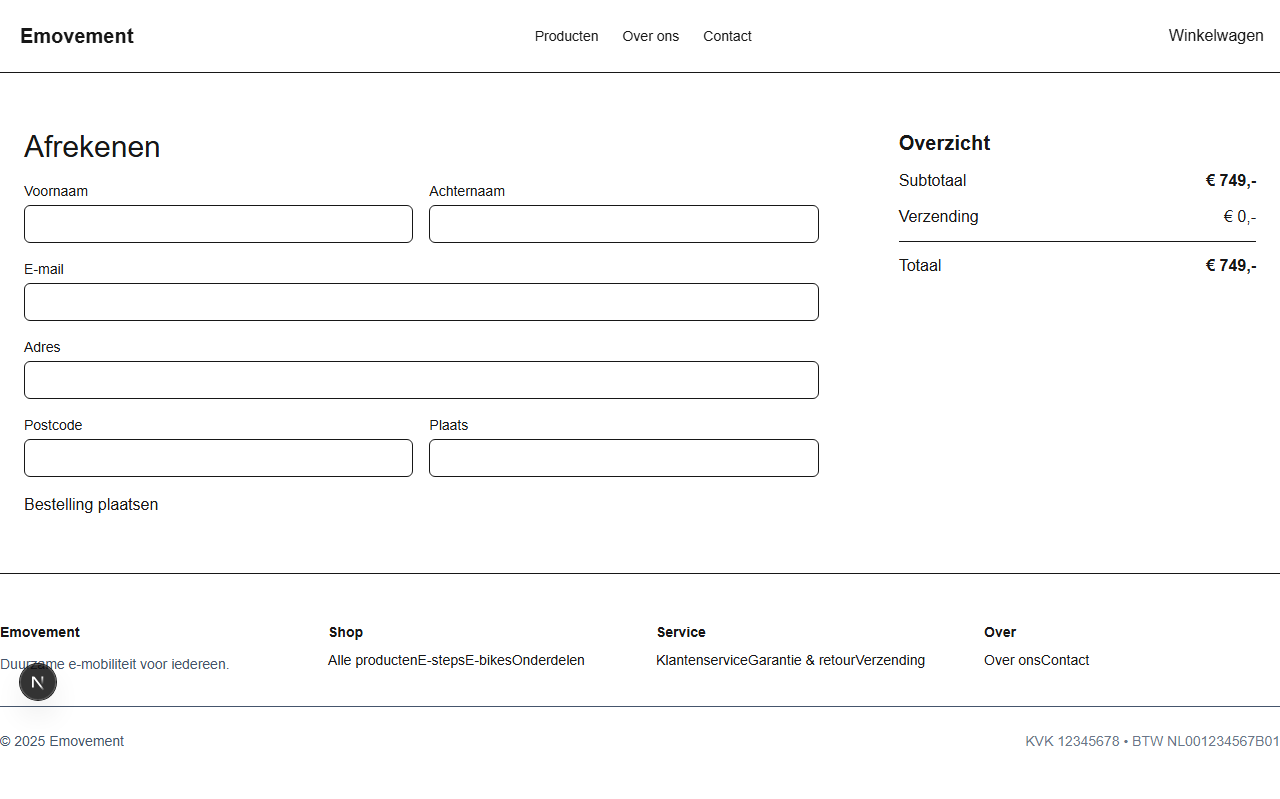 Emovement
Producten Over ons Contact
Winkelwagen
Afrekenen
Voornaam Achternaam
E-mail
Adres
Postcode Plaats
Bestelling plaatsen
Overzicht
Subtotaal € 749,-
Verzending € 0,-
Totaal € 749,-
Emovement
Duurzame e-mobiliteit voor iedereen.
N
Shop
Alle productenE-stepsE-bikesOnderdelen
Service
KlantenserviceGarantie & retourVerzending
Over
Over onsContact
© 2025 Emovement
KVK 12345678 • BTW NL001234567B01